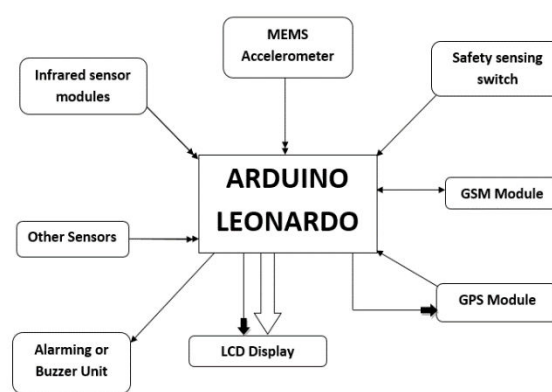 MEMS
Accelerometer
Infrared sensor
modules
Safety sensing
switch
ARDUINO
LEONARDO
GSM Module
Other Sensors
GPS Module
Alarming or
Buzzer Unit
LCD Display